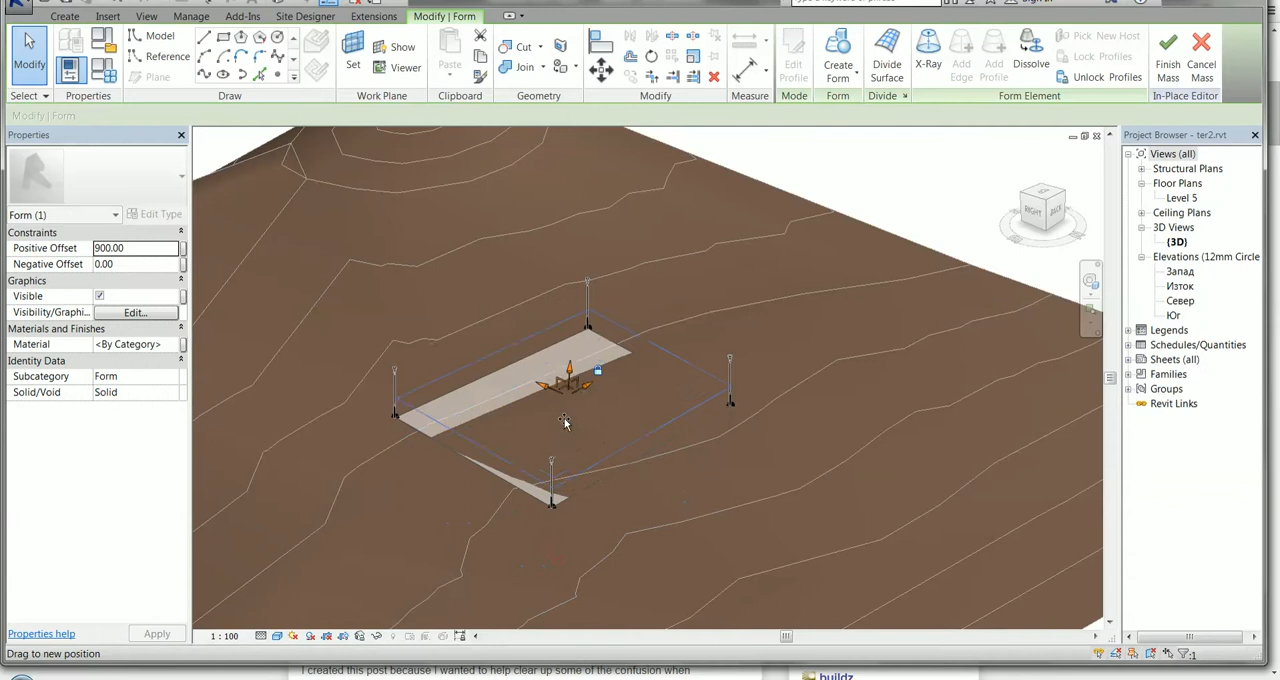 Create Insert View Manage Add-Ins Site Designer Extensions Modify | Form
Modify
Model
Reference
Plane
Set
Show
Viewer
Paste
Cut
Join
Edit
Profile
Create
Form
Divide
Surface
X-Ray
Add
Edge
Add
Profile
Dissolve
Pick New Host
Lock Profiles
Unlock Profiles
Finish
Mass
Cancel
Mass
Select Properties Draw Work Plane Clipboard Geometry Modify Measure Mode Form Divide Form Element In-Place Editor
Modify | Form
Properties
Form (1)
Edit Type
Constraints
Positive Offset 900.00
Negative Offset 0.00
Graphics
Visible
Visibility/Graphi... Edit...
Materials and Finishes
Material <By Category>
Identity Data
Subcategory Form
Solid/Void Solid
Properties help
Apply
RIGHT BACK
Project Browser - ter2.rvt
Views (all)
Structural Plans
Floor Plans
Level 5
Ceiling Plans
3D Views
(3D)
Elevations (12mm Circle
Запад
Изток
Север
Юг
Legends
Schedules/Quantities
Sheets (all)
Families
Groups
Revit Links
1 : 100
Drag to new position
:1
I created this post because I wanted to help clear up some of the confusion when
buildz